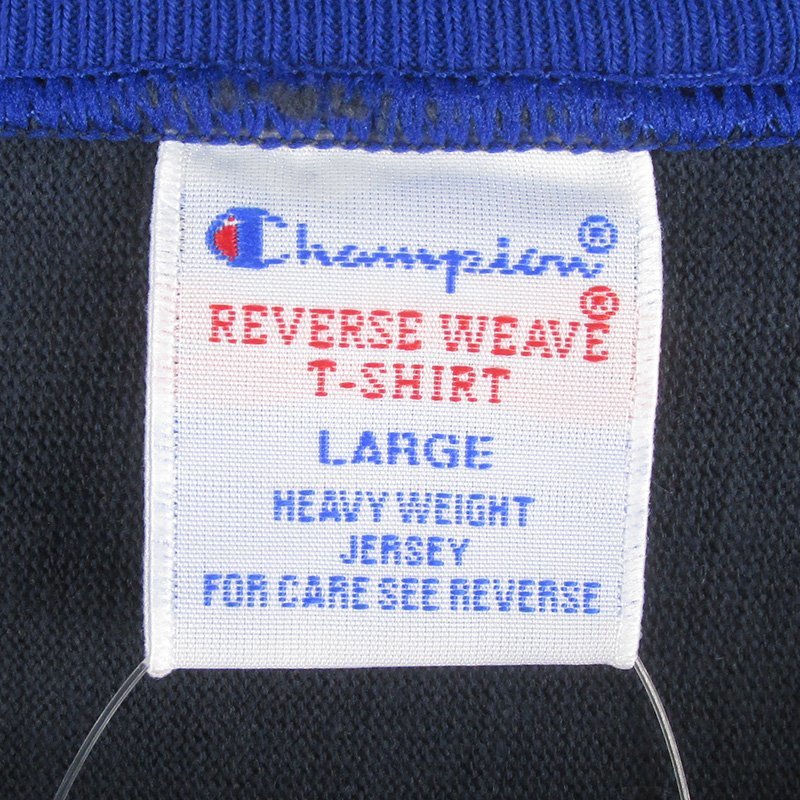 Champion®
REVERSE WEAVE®
T-SHIRT
LARGE
HEAVY WEIGHT
JERSEY
FOR CARE SEE REVERSE